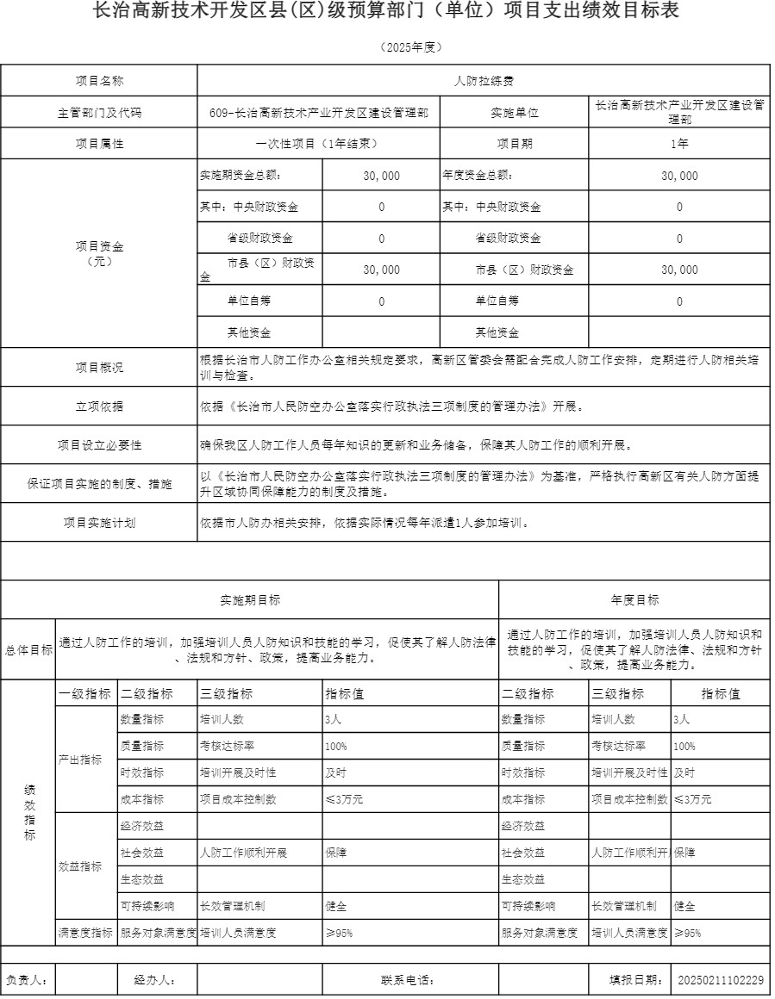 长治高新技术开发区县(区)级预算部门（单位）项目支出绩效目标表
（2025年度）
项目名称 人防拉练费
主管部门及代码 609-长治高新技术产业开发区建设管理部 实施单位 长治高新技术产业开发区建设管
理部
项目属性 一次性项目（1年结束） 项目期 1年
项目资金
（元）
实施期资金总额： 30,000 年度资金总额： 30,000
其中：中央财政资金 0 其中：中央财政资金 0
省级财政资金 0 省级财政资金 0
市县（区）财政资
金 30,000 市县（区）财政资金 30,000
单位自筹 0 单位自筹 0
其他资金 其他资金
项目概况 根据长治市人防工作办公室相关规定要求，高新区管委会需配合完成人防工作安排，定期进行人防相关培
训与检查。
立项依据 依据《长治市人民防空办公室落实行政执法三项制度的管理办法》开展。
项目设立必要性 确保我区人防工作人员每年知识的更新和业务储备，保障其人防工作的顺利开展。
保证项目实施的制度、措施 以《长治市人民防空办公室落实行政执法三项制度的管理办法》为基准，严格执行高新区有关人防方面提
升区域协同保障能力的制度及措施。
项目实施计划 依据市人防办相关安排，依据实际情况每年派遣1人参加培训。
实施期目标 年度目标
总体目标
通过人防工作的培训，加强培训人员人防知识和技能的学习，促使其了解人防法律
、法规和方针、政策，提高业务能力。
通过人防工作的培训，加强培训人员人防知识和
技能的学习，促使其了解人防法律、法规和方针
、政策，提高业务能力。
绩
效
指
标
一级指标 二级指标 三级指标 指标值 二级指标 三级指标 指标值
产出指标
数量指标 培训人数 3人 数量指标 培训人数 3人
质量指标 考核达标率 100% 质量指标 考核达标率 100%
时效指标 培训开展及时性 及时 时效指标 培训开展及时性 及时
成本指标 项目成本控制数 ≤3万元 成本指标 项目成本控制数 ≤3万元
效益指标
经济效益 经济效益
社会效益 人防工作顺利开展 保障 社会效益 人防工作顺利开 保障
生态效益 生态效益
可持续影响 长效管理机制 健全 可持续影响 长效管理机制 健全
满意度指标 服务对象满意度 培训人员满意度 ≥95% 服务对象满意度 培训人员满意度 ≥95%
负责人： 经办人： 联系电话： 填报日期： 20250211102229